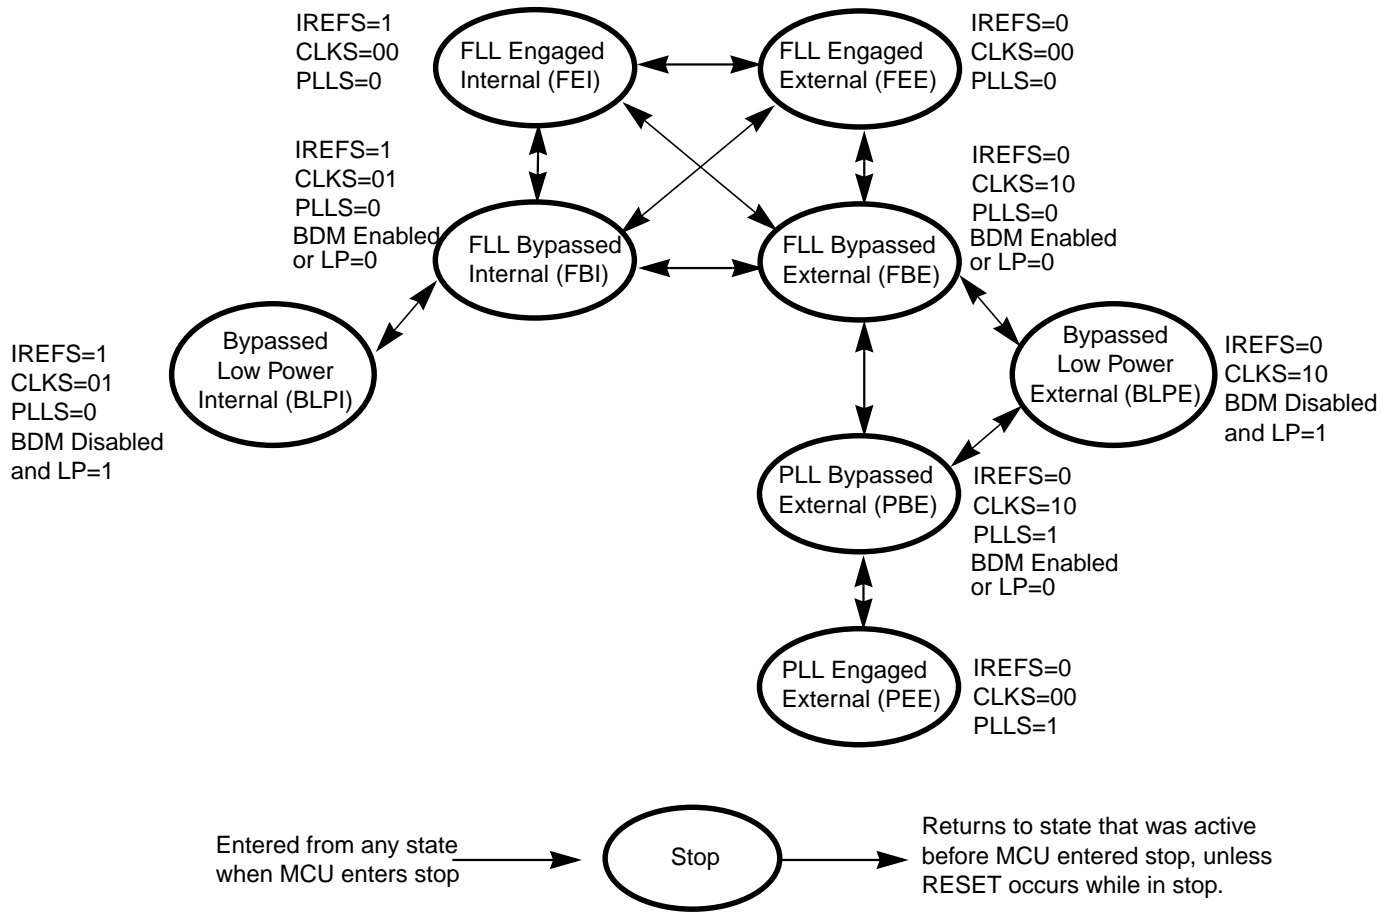 IREFS=1
CLKS=00
PLLS=0
FLL Engaged
Internal (FEI)
FLL Engaged
External (FEE)
IREFS=0
CLKS=00
PLLS=0
IREFS=1
CLKS=01
PLLS=0
BDM Enabled
or LP=0
FLL Bypassed
Internal (FBI)
FLL Bypassed
External (FBE)
IREFS=0
CLKS=10
PLLS=0
BDM Enabled
or LP=0
IREFS=1
CLKS=01
PLLS=0
BDM Disabled
and LP=1
Bypassed
Low Power
Internal (BLPI)
Bypassed
Low Power
External (BLPE)
IREFS=0
CLKS=10
BDM Disabled
and LP=1
PLL Bypassed
External (PBE)
IREFS=0
CLKS=10
PLLS=1
BDM Enabled
or LP=0
PLL Engaged
External (PEE)
IREFS=0
CLKS=00
PLLS=1
Entered from any state
when MCU enters stop
Stop
Returns to state that was active
before MCU entered stop, unless
RESET occurs while in stop.